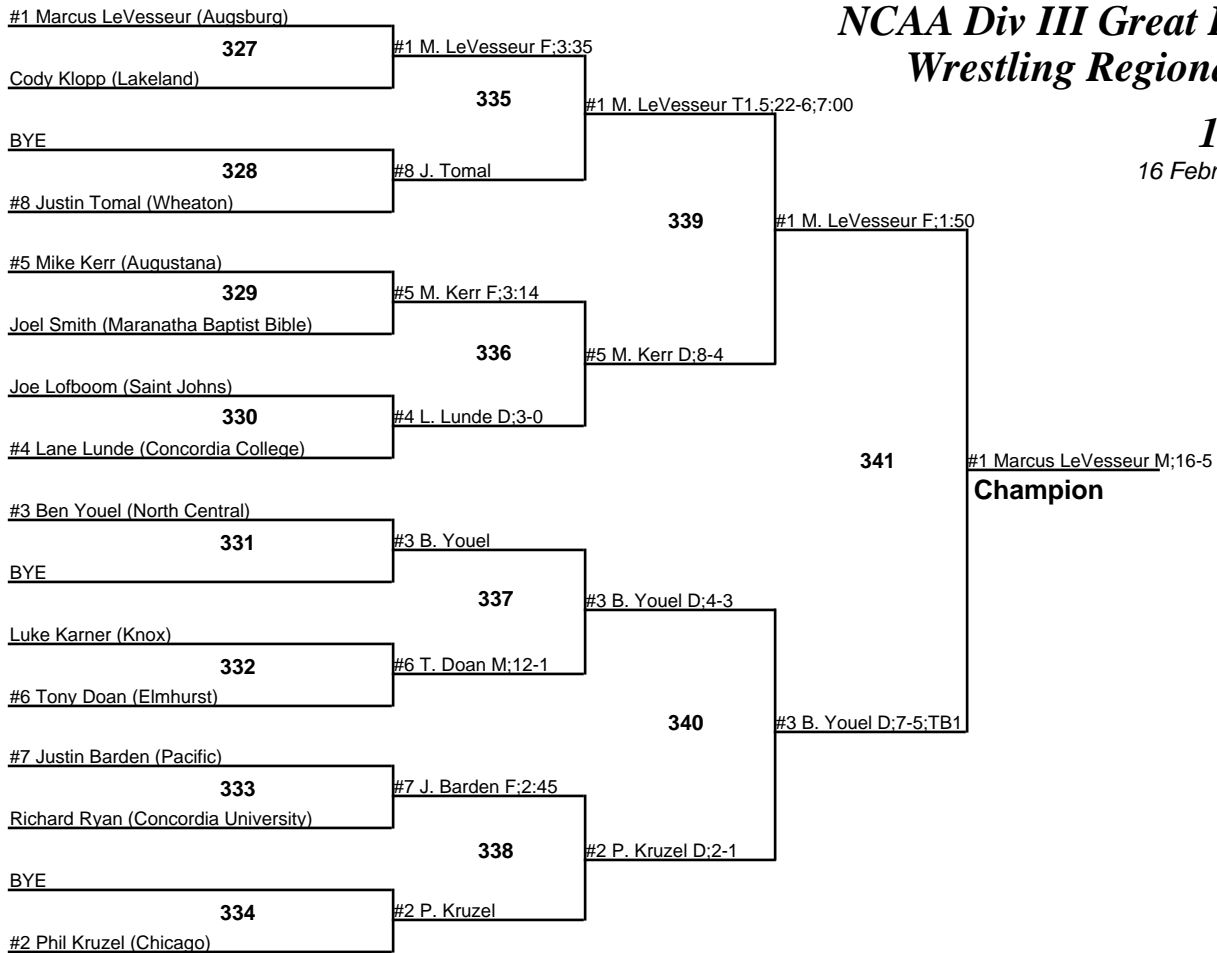 NCAA Div III Great
Wrestling Regional
1
16 Febr
#1 Marcus LeVesseur (Augsburg)
327
Cody Klopp (Lakeland)
#1 M. LeVesseur F;3:35
335
BYE
328
#8 Justin Tomal (Wheaton)
#8 J. Tomal
#1 M. LeVesseur T1.5;22-6;7:00
339
#5 Mike Kerr (Augustana)
329
Joel Smith (Maranatha Baptist Bible)
#5 M. Kerr F;3:14
336
Joe Lofboom (Saint Johns)
330
#4 Lane Lunde (Concordia College)
#4 L. Lunde D;3-0
#5 M. Kerr D;8-4
#1 M. LeVesseur F;1:50
341
#1 Marcus LeVesseur M;16-5
Champion
#3 Ben Youel (North Central)
331
BYE
#3 B. Youel
337
Luke Karner (Knox)
332
#6 Tony Doan (Elmhurst)
#6 T. Doan M;12-1
#3 B. Youel D;4-3
340
#3 B. Youel D;7-5;TB1
#7 Justin Barden (Pacific)
333
Richard Ryan (Concordia University)
#7 J. Barden F;2:45
338
BYE
334
#2 Phil Kruzel (Chicago)
#2 P. Kruzel
#2 P. Kruzel D;2-1